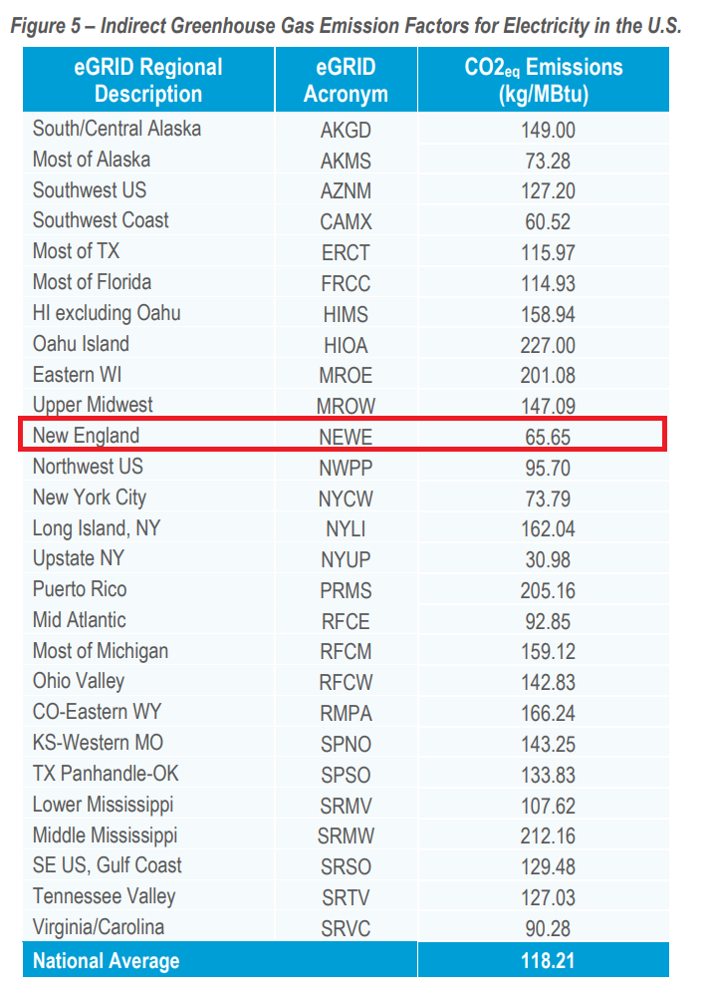 Figure 5 – Indirect Greenhouse Gas Emission Factors for Electricity in the U.S.
eGRID Regional Description eGRID Acronym CO2eq Emissions (kg/MBtu)
South/Central Alaska AKGD 149.00
Most of Alaska AKMS 73.28
Southwest US AZNM 127.20
Southwest Coast CAMX 60.52
Most of TX ERCT 115.97
Most of Florida FRCC 114.93
HI excluding Oahu HIMS 158.94
Oahu Island HIOA 227.00
Eastern WI MROE 201.08
Upper Midwest MROW 147.09
New England NEWE 65.65
Northwest US NWPP 95.70
New York City NYCW 73.79
Long Island, NY NYLI 162.04
Upstate NY NYUP 30.98
Puerto Rico PRMS 205.16
Mid Atlantic RFCE 92.85
Most of Michigan RFCM 159.12
Ohio Valley RFCW 142.83
CO-Eastern WY RMPA 166.24
KS-Western MO SPNO 143.25
TX Panhandle-OK SPSO 133.83
Lower Mississippi SRMV 107.62
Middle Mississippi SRMW 212.16
SE US, Gulf Coast SRSO 129.48
Tennessee Valley SRTV 127.03
Virginia/Carolina SRVC 90.28
National Average 118.21